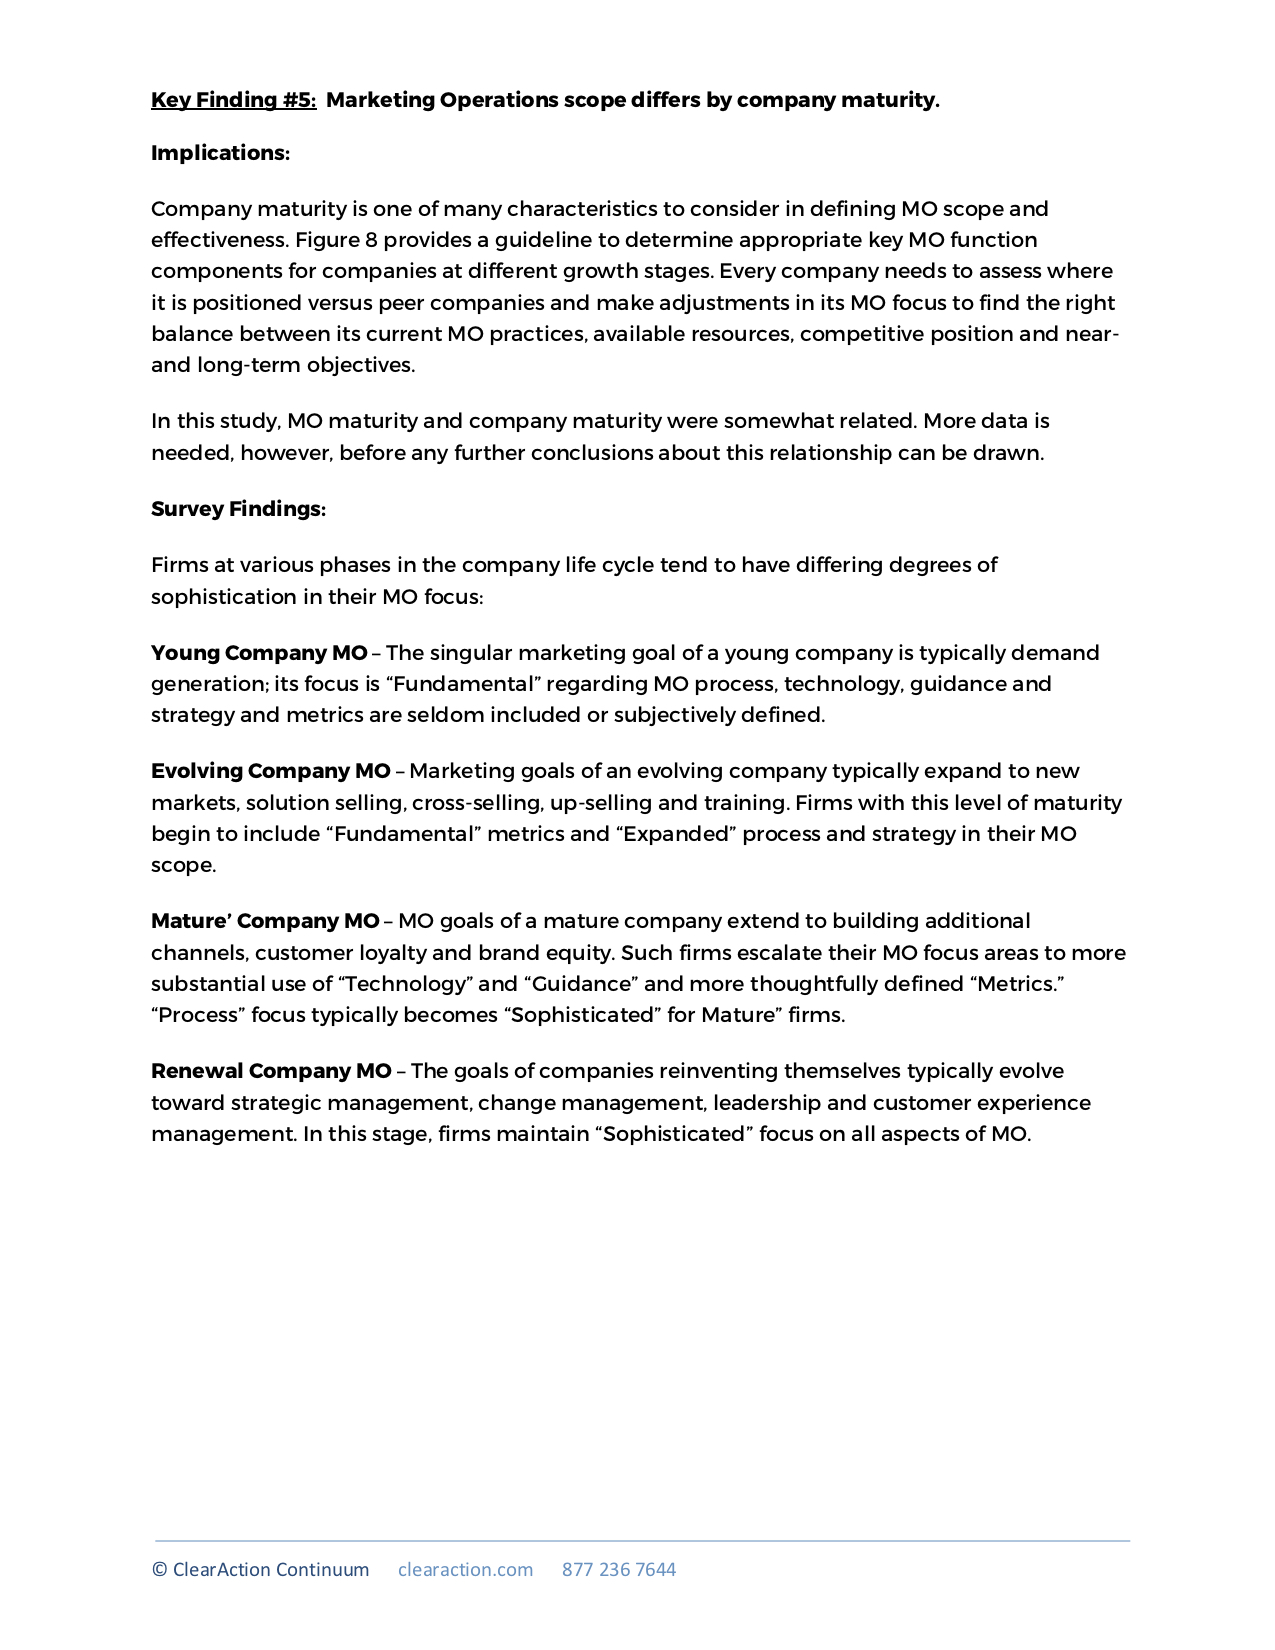 Key Finding #5: Marketing Operations scope differs by company maturity.
Implications:
Company maturity is one of many characteristics to consider in defining MO scope and
effectiveness. Figure 8 provides a guideline to determine appropriate key MO function
components for companies at different growth stages. Every company needs to assess where
it is positioned versus peer companies and make adjustments in its MO focus to find the right
balance between its current MO practices, available resources, competitive position and near-
and long-term objectives.
In this study, MO maturity and company maturity were somewhat related. More data is
needed, however, before any further conclusions about this relationship can be drawn.
Survey Findings:
Firms at various phases in the company life cycle tend to have differing degrees of
sophistication in their MO focus:
Young Company MO – The singular marketing goal of a young company is typically demand
generation; its focus is “Fundamental” regarding MO process, technology, guidance and
strategy and metrics are seldom included or subjectively defined.
Evolving Company MO – Marketing goals of an evolving company typically expand to new
markets, solution selling, cross-selling, up-selling and training. Firms with this level of maturity
begin to include “Fundamental” metrics and “Expanded” process and strategy in their MO
scope.
Mature’ Company MO – MO goals of a mature company extend to building additional
channels, customer loyalty and brand equity. Such firms escalate their MO focus areas to more
substantial use of “Technology” and “Guidance” and more thoughtfully defined “Metrics.”
“Process” focus typically becomes “Sophisticated” for Mature” firms.
Renewal Company MO – The goals of companies reinventing themselves typically evolve
toward strategic management, change management, leadership and customer experience
management. In this stage, firms maintain “Sophisticated” focus on all aspects of MO.
© ClearAction Continuum clearaction.com 877 236 7644